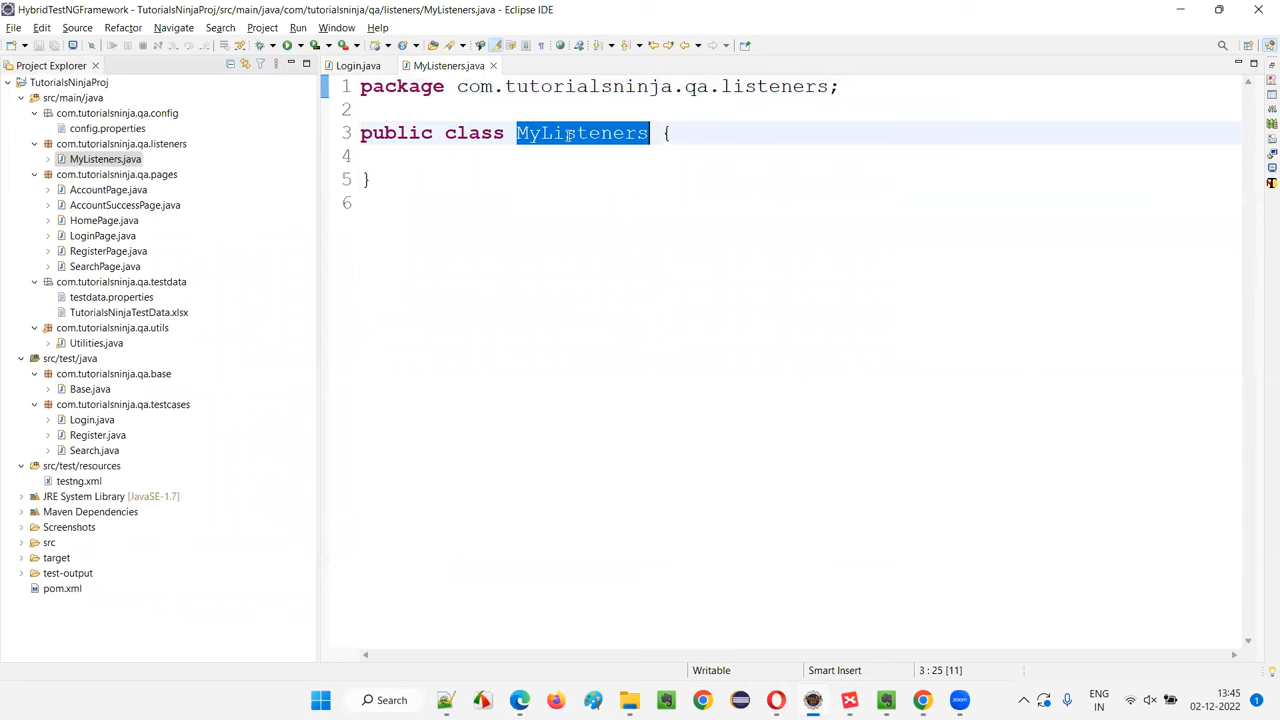 HybridTestNGFramework - TutorialsNinjaProj/src/main/java/com/tutorialsninja/qa/listeners/MyListeners.java - Eclipse IDE
File Edit Source Refactor Navigate Search Project Run Window Help
Project Explorer
Login.java
MyListeners.java
TutorialsNinjaProj
src/main/java
com.tutorialsninja.qa.config
config.properties
com.tutorialsninja.qa.listeners
MyListeners.java
com.tutorialsninja.qa.pages
AccountPage.java
AccountSuccessPage.java
HomePage.java
LoginPage.java
RegisterPage.java
SearchPage.java
com.tutorialsninja.qa.testdata
testdata.properties
TutorialsNinjaTestData.xlsx
com.tutorialsninja.qa.utils
Utilities.java
src/test/java
com.tutorialsninja.qa.base
Base.java
com.tutorialsninja.qa.testcases
Login.java
Register.java
Search.java
src/test/resources
testng.xml
JRE System Library [JavaSE-1.7]
Maven Dependencies
Screenshots
src
target
test-output
pom.xml
1 package com.tutorialsninja.qa.listeners;
2
3 public class MyListeners {
4
5 }
6
Writable
Smart Insert
3 : 25 [11]
Search
ENG
IN
13:45
02-12-2022
1